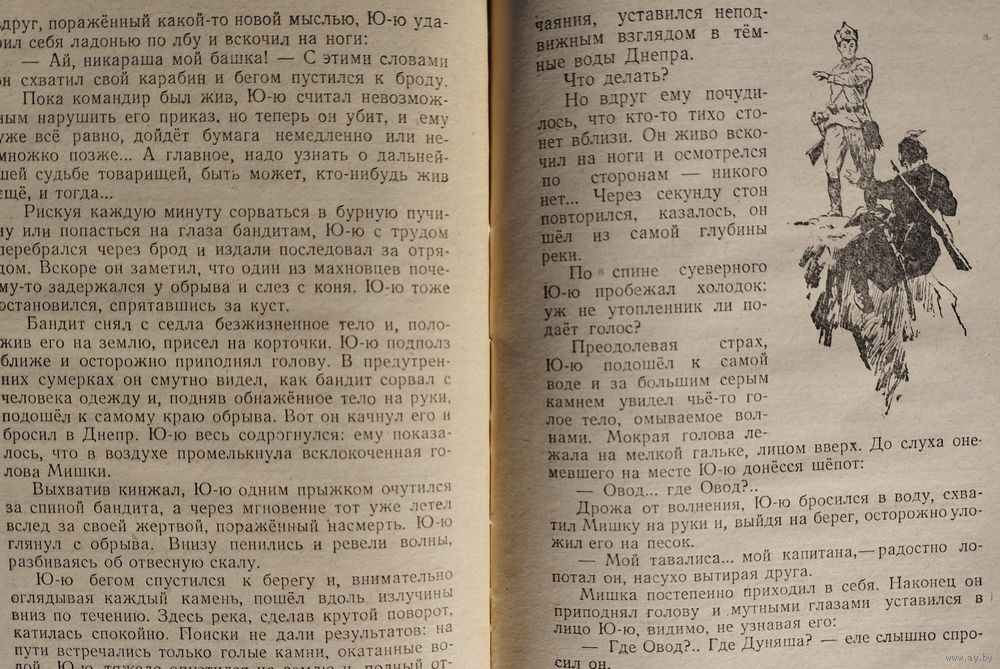 вдруг, поражённый какой-то новой мыслью, Ю-ю уда-
рил себя ладонью по лбу и вскочил на ноги:
— Ай, никараша мой башка! — С этими словами
он схватил свой карабин и бегом пустился к броду.
Пока командир был жив, Ю-ю считал невозмож-
ным нарушить его приказ, но теперь он убит, и ему
уже всё равно, дойдёт бумага немедленно или не-
множко позже... А главное, надо узнать о дальней-
шей судьбе товарищей, быть может, кто-нибудь жив
ещё, и тогда...
Рискуя каждую минуту сорваться в бурную пучи-
ну или попасться на глаза бандитам, Ю-ю с трудом
перебрался через брод и издали последовал за отря-
дом. Вскоре он заметил, что один из махновцев поче-
му-то задержался у обрыва и слез с коня. Ю-ю тоже
остановился, спрятавшись за куст.
Бандит снял с седла безжизненное тело и, поло-
жив его на землю, присел на корточки. Ю-ю подполз
ближе и осторожно приподнял голову. В предутрен-
них сумерках он смутно видел, как бандит сорвал с
человека одежду и, подняв обнажённое тело на руки,
подошёл к самому краю обрыва. Вот он качнул его и
бросил в Днепр. Ю-ю весь содрогнулся: ему показа-
лось, что в воздухе промелькнула всклокоченная го-
лова Мишки.
Выхватив кинжал, Ю-ю одним прыжком очутился
за спиной бандита, а через мгновение тот уже летел
вслед за своей жертвой, поражённый насмерть. Ю-ю
глянул с обрыва. Внизу пенились и ревели волны,
разбиваясь об отвесную скалу.
Ю-ю бегом спустился к берегу и, внимательно
оглядывая каждый камень, пошёл вдоль излучины
вниз по течению. Здесь река, сделав крутой поворот,
катилась спокойно. Поиски не дали результатов: на
пути встречались только голые камни, окатанные во-
дой. Ю-ю тяжело опустился на землю и, полный от-
чаяния, уставился непод-
вижным взглядом в тём-
ные воды Днепра.
Что делать?
Но вдруг ему почуди-
лось, что кто-то тихо сто-
нет вблизи. Он живо вско-
чил на ноги и осмотрелся
по сторонам — никого
нет... Через секунду стон
повторился, казалось, он
шёл из самой глубины
реки.
По спине суеверного
Ю-ю пробежал холодок:
уж не утопленник ли по-
даёт голос?
Преодолевая страх,
Ю-ю подошёл к самой
воде и за большим серым
камнем увидел чьё-то го-
лое тело, омываемое вол-
нами. Мокрая голова ле-
жала на мелкой гальке, лицом вверх. До слуха оне-
мевшего на месте Ю-ю донёсся шёпот:
— Овод... где Овод?..
Дрожа от волнения, Ю-ю бросился в воду, схва-
тил Мишку на руки и, выйдя на берег, осторожно уло-
жил его на песок.
— Мой тавалиса... мой капитана,— радостно ло-
потал он, насухо вытирая друга.
Мишка постепенно приходил в себя. Наконец он
приподнял голову и мутными глазами уставился в
лицо Ю-ю, видимо, не узнавая его:
— Где Овод?.. Где Дуняша? — еле слышно спро-
сил он.
www.ay.by